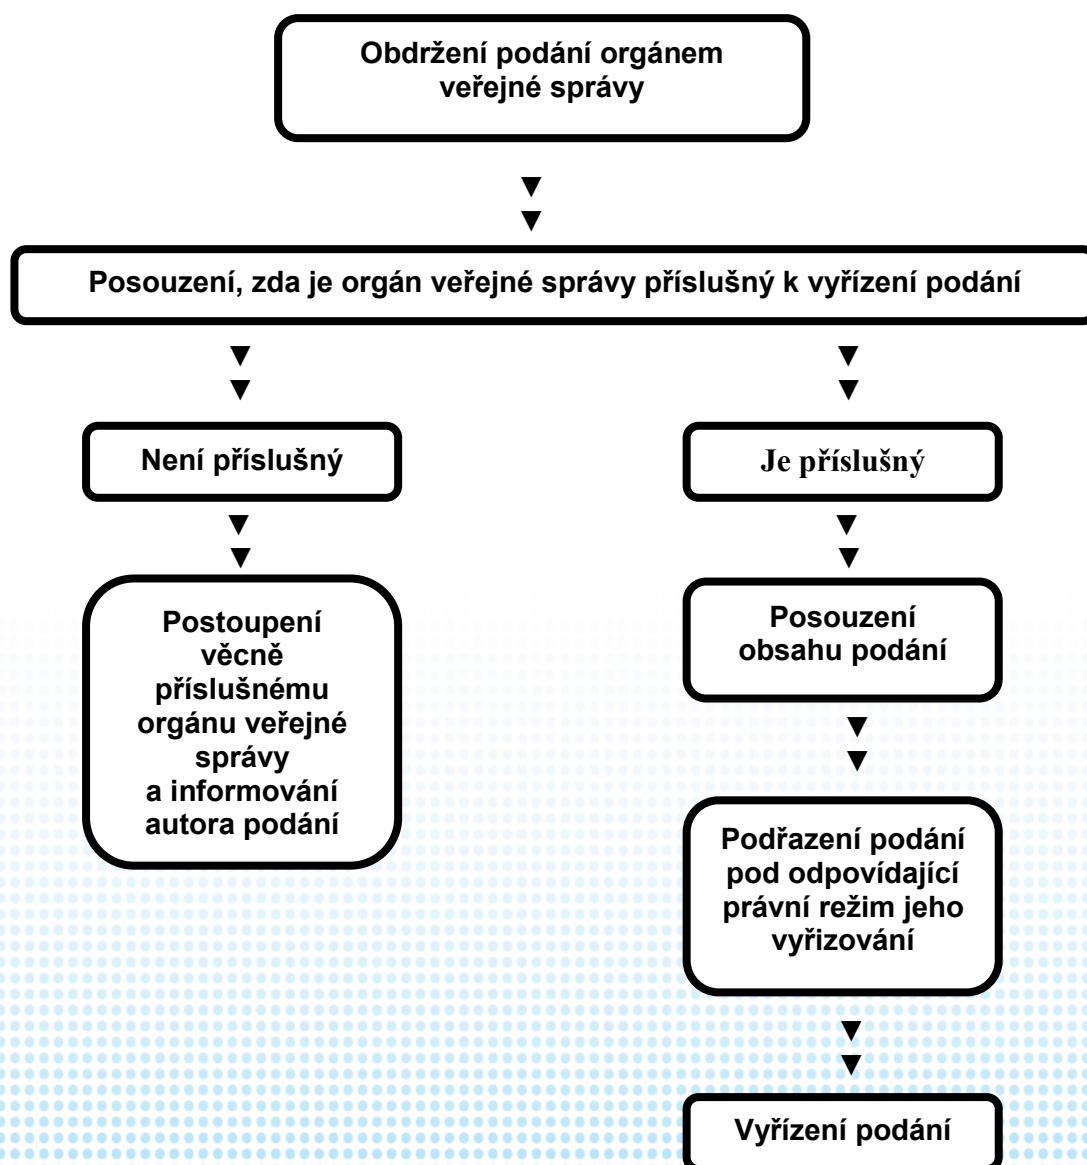 Obdržení podání orgánem
veřejné správy
Posouzení, zda je orgán veřejné správy příslušný k vyřízení podání
Není příslušný
Je příslušný
Postoupení
věcně
příslušnému
orgánu veřejné
správy
a informování
autora podání
Posouzení
obsahu podání
Podřazení podání
pod odpovídající
právní režim jeho
vyřizování
Vyřízení podání